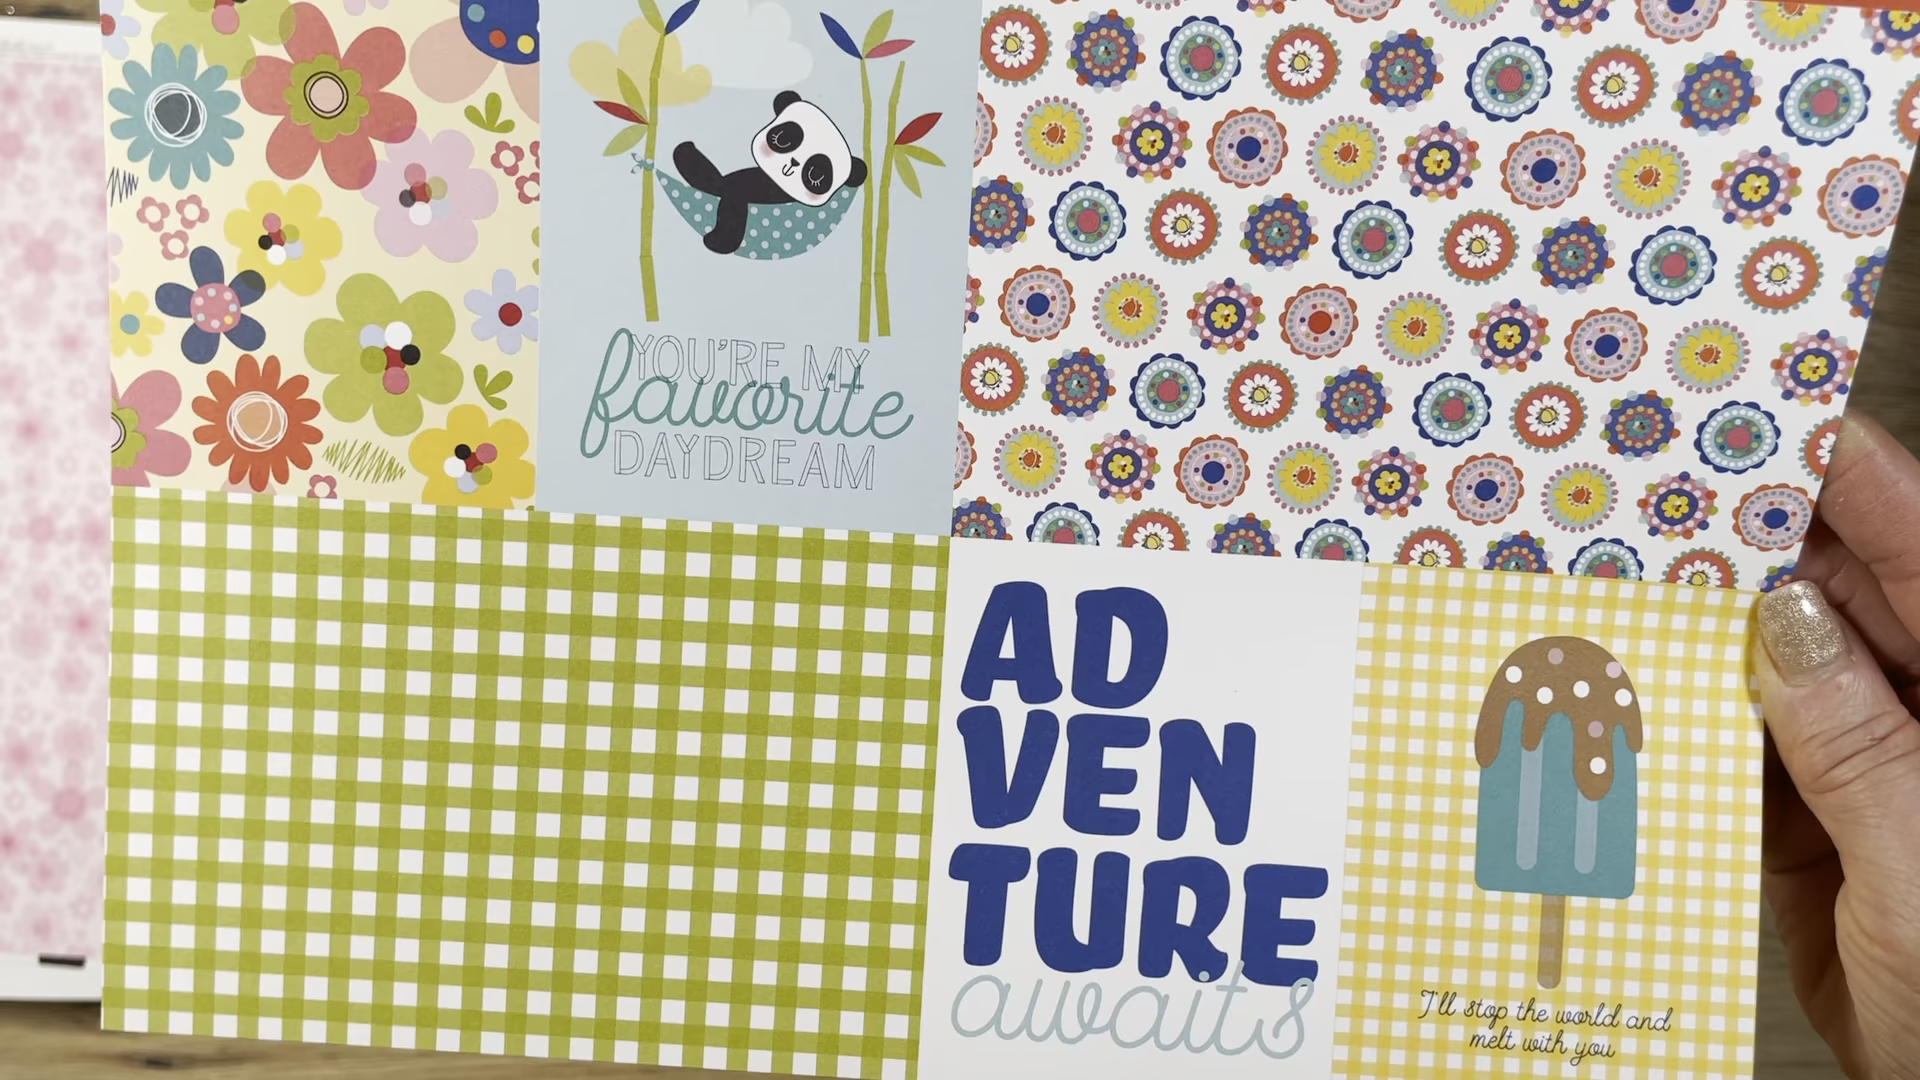 YOU'RE MY
favorite
DAYDREAM
AD
VEN
TURE
awaits
I'll stop the world and
melt with you